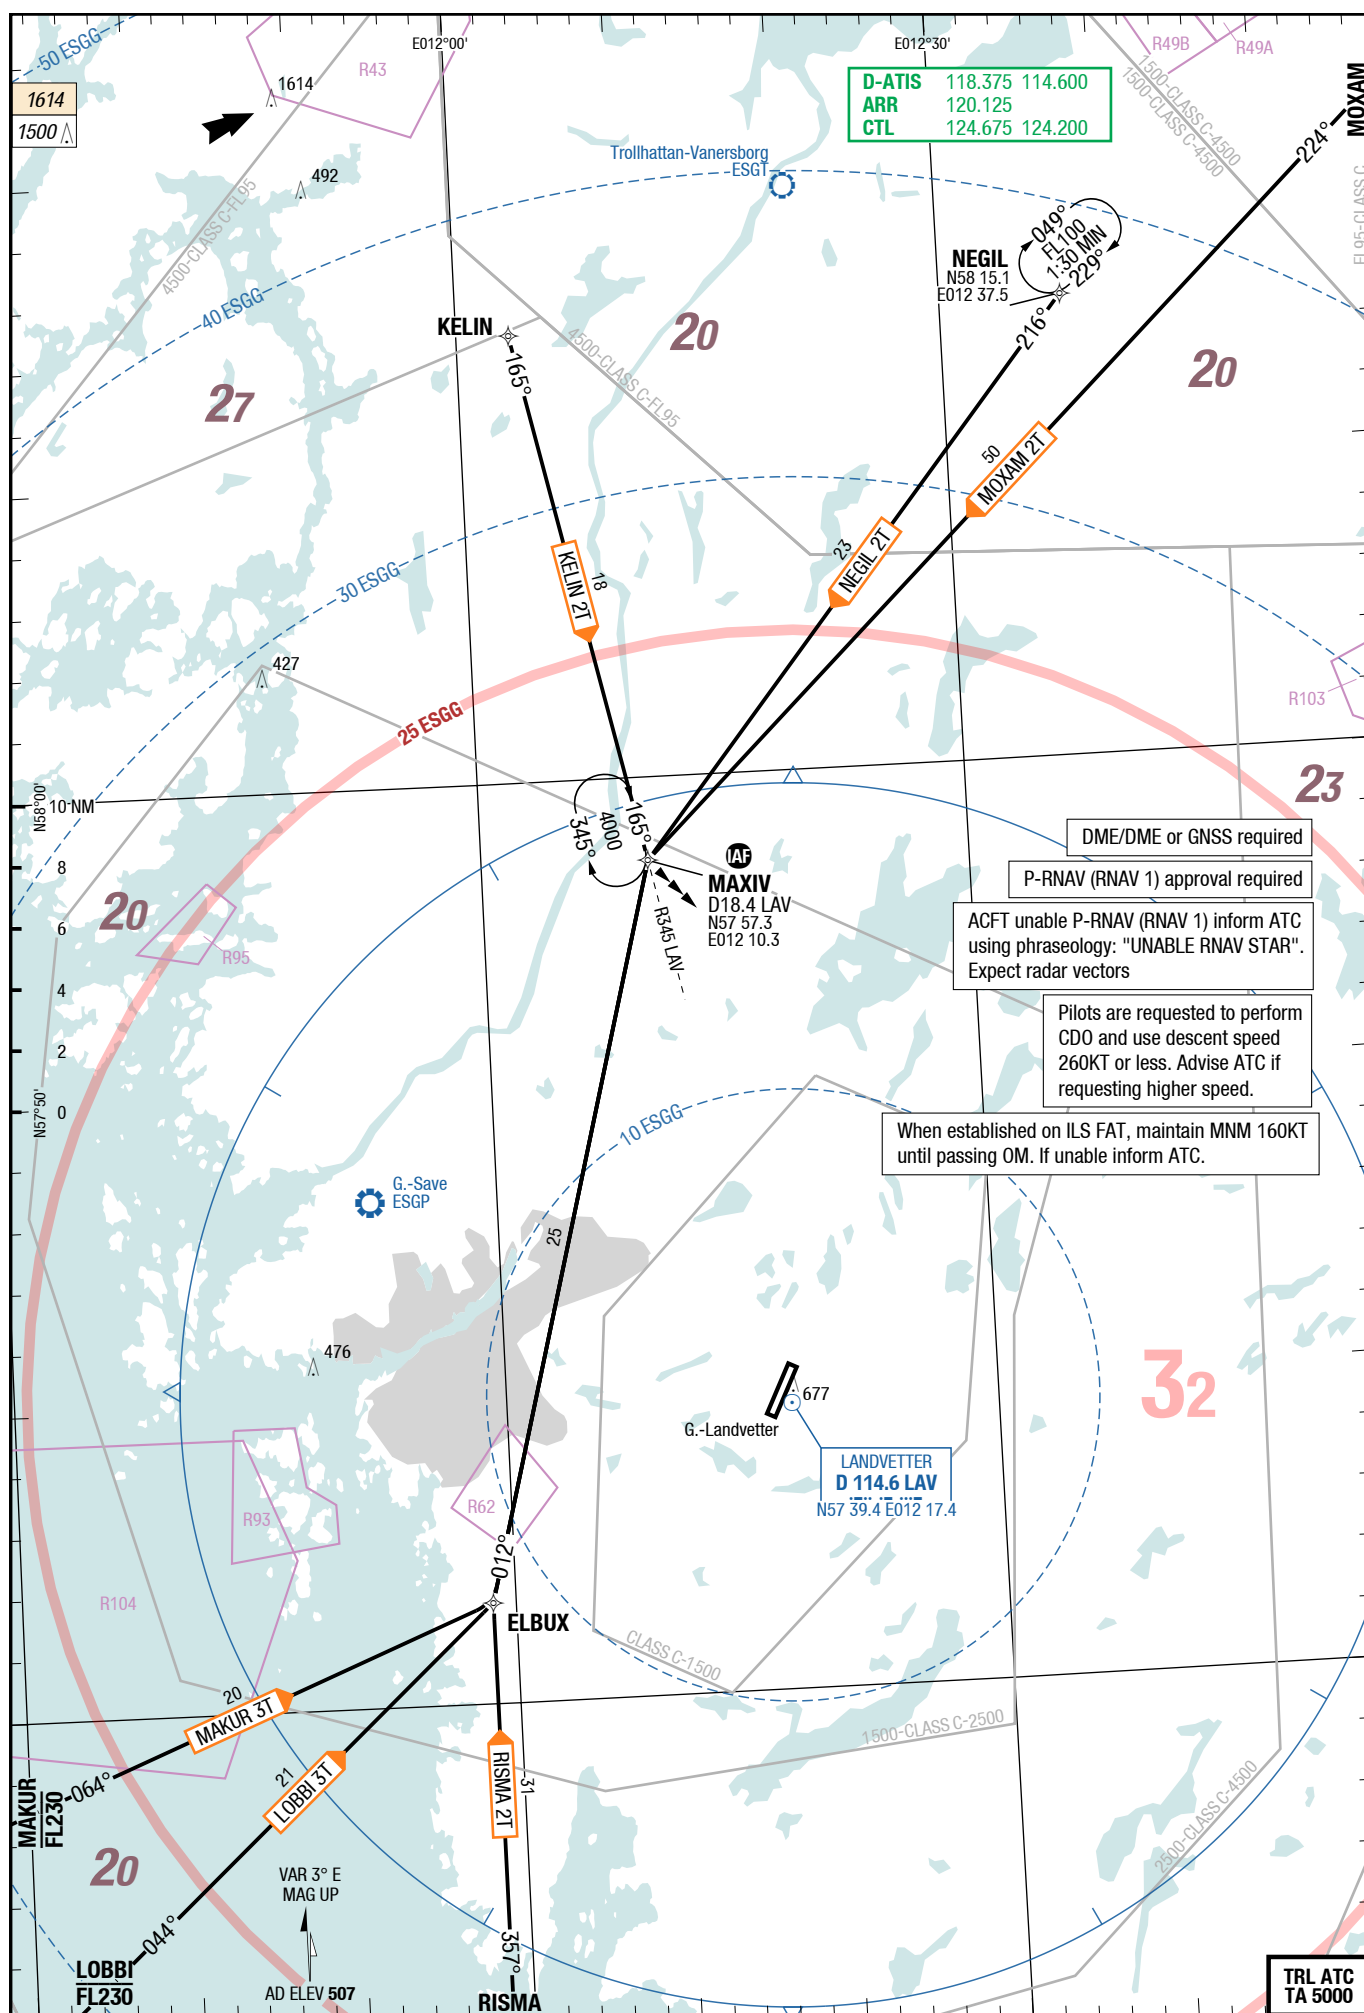 50 ESGG
E012°00'
E012°30'
R43
R49B
R49A
1614
1500
1614
492
D-ATIS 118.375 114.600
ARR 120.125
CTL 124.675 124.200
1500-CLASS C-4500
1500-CLASS C-4500
MOXAM
224°
FL95-CLASS C
Trollhattan-Vanersborg
ESGT
4500-CLASS C-FL95
40 ESGG
049°
FL100
1:30 MIN
229°
NEGIL
N58 15.1
E012 37.5
216°
KELIN
165°
4500-CLASS C-FL95
20
20
27
50
MOXAM 2T
23
NEGIL 2T
KELIN 2T
18
30 ESGG
427
25 ESGG
R103
23
N58°00'
10 NM
8
6
4
2
0
N57°50'
165°
4000
345°
IAF
MAXIV
D18.4 LAV
N57 57.3
E012 10.3
R345 LAV
20
R95
DME/DME or GNSS required
P-RNAV (RNAV 1) approval required
ACFT unable P-RNAV (RNAV 1) inform ATC
using phraseology: "UNABLE RNAV STAR".
Expect radar vectors
Pilots are requested to perform
CDO and use descent speed
260KT or less. Advise ATC if
requesting higher speed.
When established on ILS FAT, maintain MNM 160KT
until passing OM. If unable inform ATC.
10 ESGG
G.-Save
ESGP
25
476
32
677
G.-Landvetter
LANDVETTER
D 114.6 LAV
N57 39.4 E012 17.4
R62
R93
R104
012°
ELBUX
CLASS C-1500
1500-CLASS C-2500
2500-CLASS C-4500
20
MAKUR 3T
064°
MAKUR
FL230
21
LOBBI 3T
RISMA 2T
31
20
VAR 3° E
MAG UP
044°
LOBBI
FL230
AD ELEV 507
357°
RISMA
TRL ATC
TA 5000